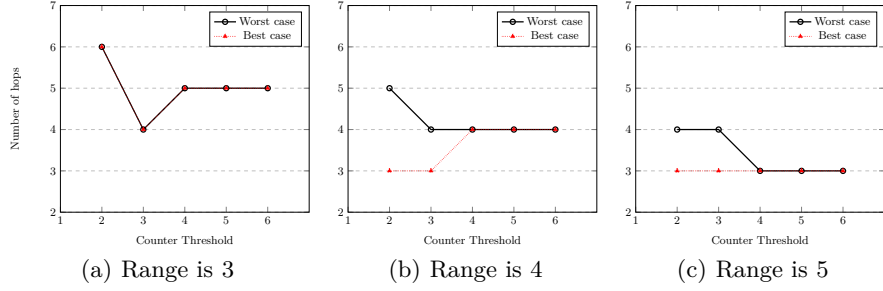 Number of hops
7
6
5
4
3
2
1 2 3 4 5 6
Counter Threshold
Worst case
Best case
(a) Range is 3
7
6
5
4
3
2
1 2 3 4 5 6
Counter Threshold
Worst case
Best case
(b) Range is 4
7
6
5
4
3
2
1 2 3 4 5 6
Counter Threshold
Worst case
Best case
(c) Range is 5